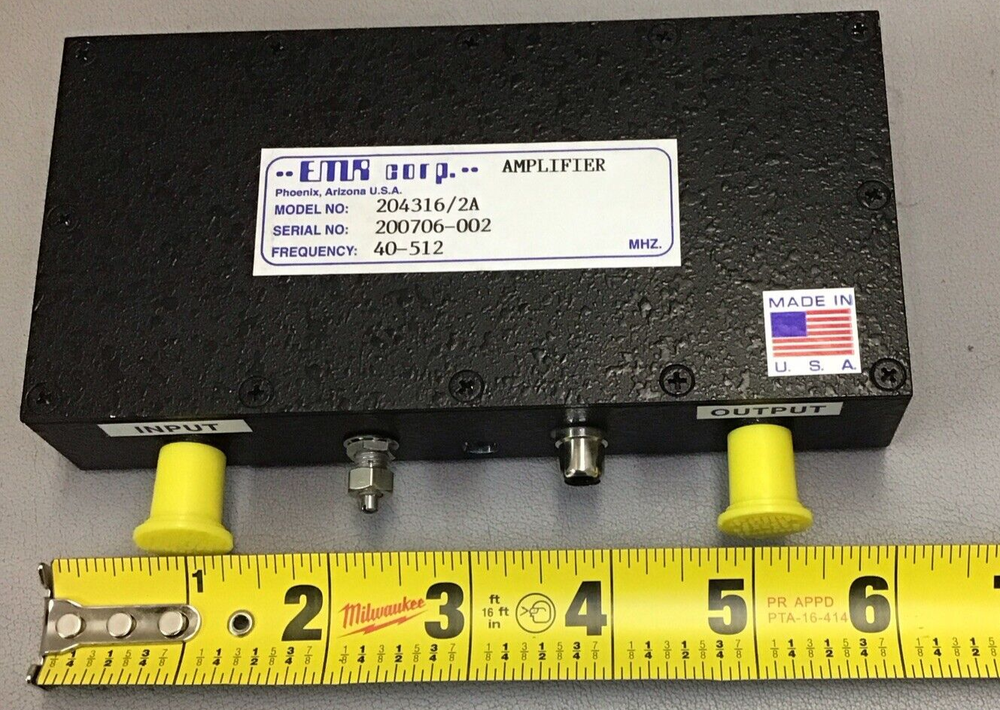 EMR corp. AMPLIFIER
Phoenix, Arizona U.S.A.
MODEL NO: 204316/2A
SERIAL NO: 200706-002
FREQUENCY: 40-512 MHZ.
MADE IN
U. S. A.
INPUT
OUTPUT
1 2 3 4 5 6
Milwaukee
ft
16 ft
in
PR APPD
PTA-16-414